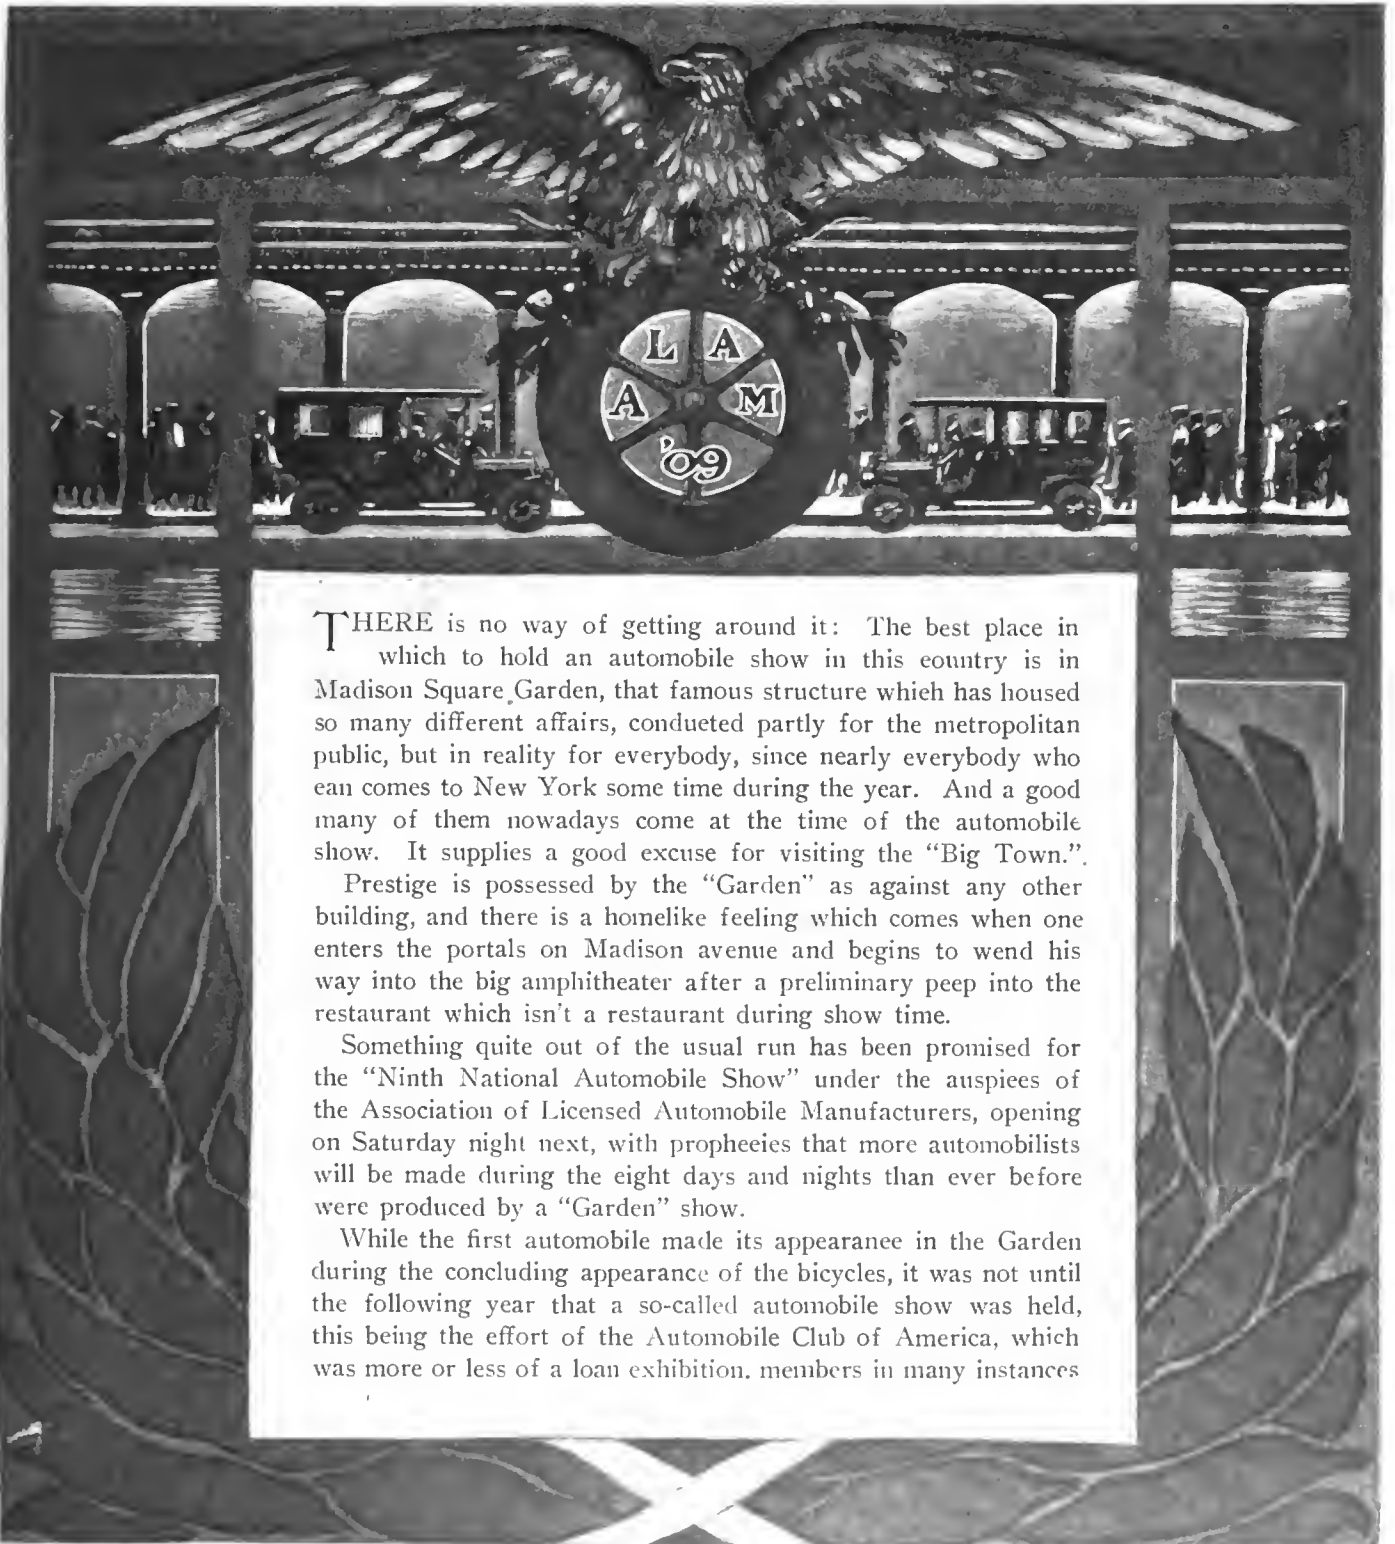 L A
A M
'09
THERE is no way of getting around it: The best place in
which to hold an automobile show in this country is in
Madison Square Garden, that famous structure which has housed
so many different affairs, conducted partly for the metropolitan
public, but in reality for everybody, since nearly everybody who
can comes to New York some time during the year. And a good
many of them nowadays come at the time of the automobile
show. It supplies a good excuse for visiting the “Big Town.”
Prestige is possessed by the “Garden” as against any other
building, and there is a homelike feeling which comes when one
enters the portals on Madison avenue and begins to wend his
way into the big amphitheater after a preliminary peep into the
restaurant which isn't a restaurant during show time.
Something quite out of the usual run has been promised for
the “Ninth National Automobile Show” under the auspices of
the Association of Licensed Automobile Manufacturers, opening
on Saturday night next, with prophecies that more automobilists
will be made during the eight days and nights than ever before
were produced by a “Garden” show.
While the first automobile made its appearance in the Garden
during the concluding appearance of the bicycles, it was not until
the following year that a so-called automobile show was held,
this being the effort of the Automobile Club of America, which
was more or less of a loan exhibition, members in many instances